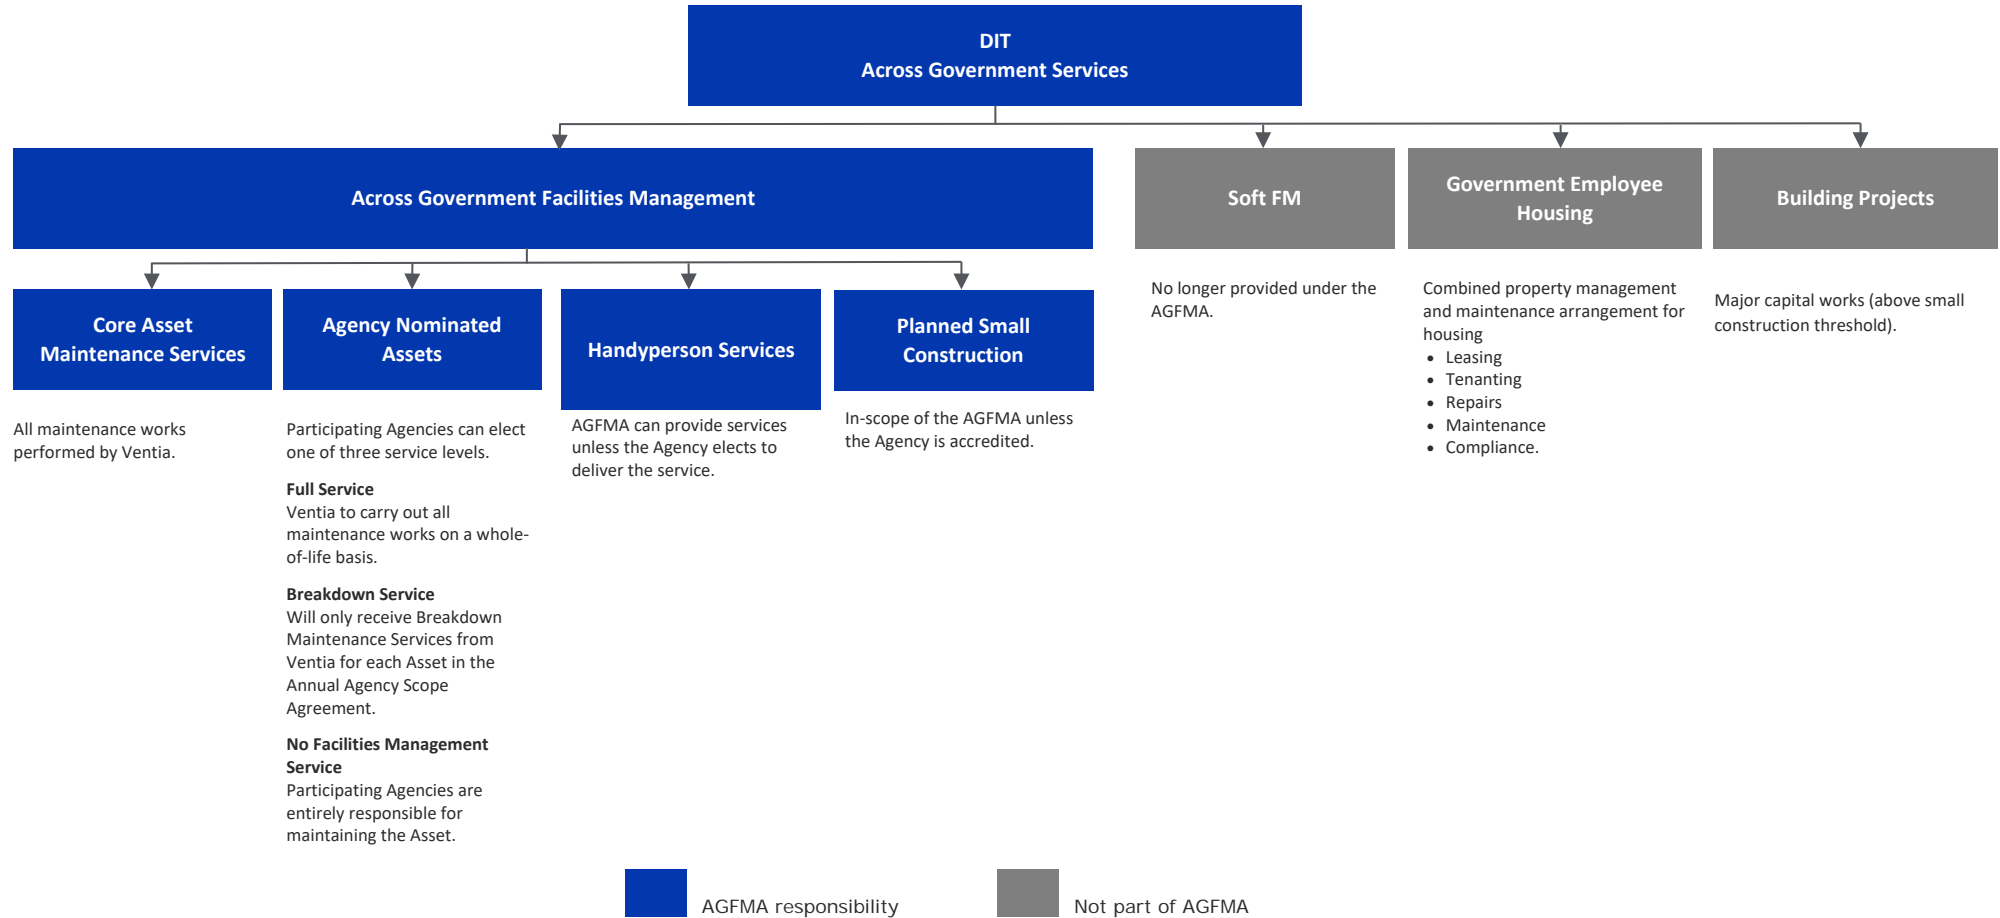 DIT
Across Government Services
Across Government Facilities Management
Soft FM
Government Employee
Housing
Building Projects
Core Asset
Maintenance Services
Agency Nominated
Assets
Handyperson Services
Planned Small
Construction
All maintenance works
performed by Ventia.
Participating Agencies can elect
one of three service levels.
Full Service
Ventia to carry out all
maintenance works on a whole-
of-life basis.
Breakdown Service
Will only receive Breakdown
Maintenance Services from
Ventia for each Asset in the
Annual Agency Scope
Agreement.
No Facilities Management
Service
Participating Agencies are
entirely responsible for
maintaining the Asset.
AGFMA can provide services
unless the Agency elects to
deliver the service.
In-scope of the AGFMA unless
the Agency is accredited.
No longer provided under the
AGFMA.
Combined property management
and maintenance arrangement for
housing
• Leasing
• Tenanting
• Repairs
• Maintenance
• Compliance.
Major capital works (above small
construction threshold).
AGFMA responsibility
Not part of AGFMA